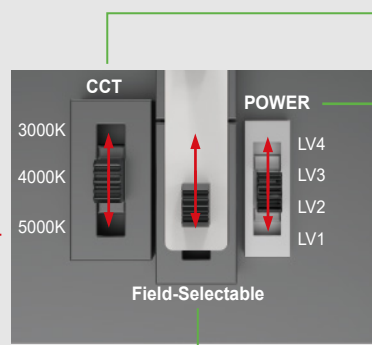 CCT
3000K
4000K
5000K
POWER
LV4
LV3
LV2
LV1
Field-Selectable